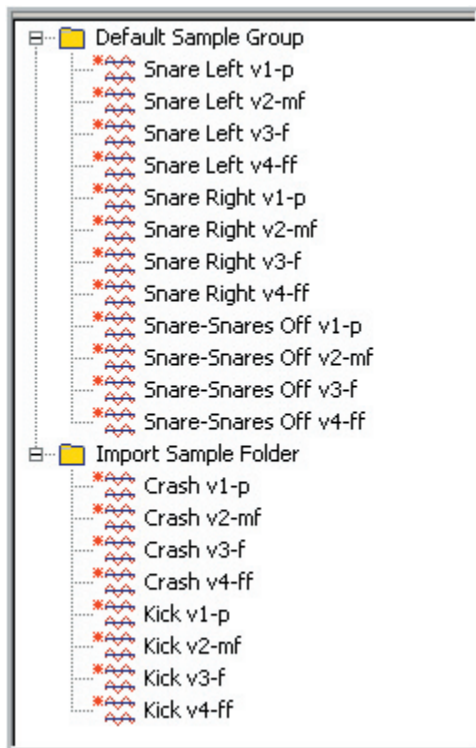 Default Sample Group
Snare Left v1-p
Snare Left v2-mf
Snare Left v3-f
Snare Left v4-ff
Snare Right v1-p
Snare Right v2-mf
Snare Right v3-f
Snare Right v4-ff
Snare-Snares Off v1-p
Snare-Snares Off v2-mf
Snare-Snares Off v3-f
Snare-Snares Off v4-ff
Import Sample Folder
Crash v1-p
Crash v2-mf
Crash v3-f
Crash v4-ff
Kick v1-p
Kick v2-mf
Kick v3-f
Kick v4-ff